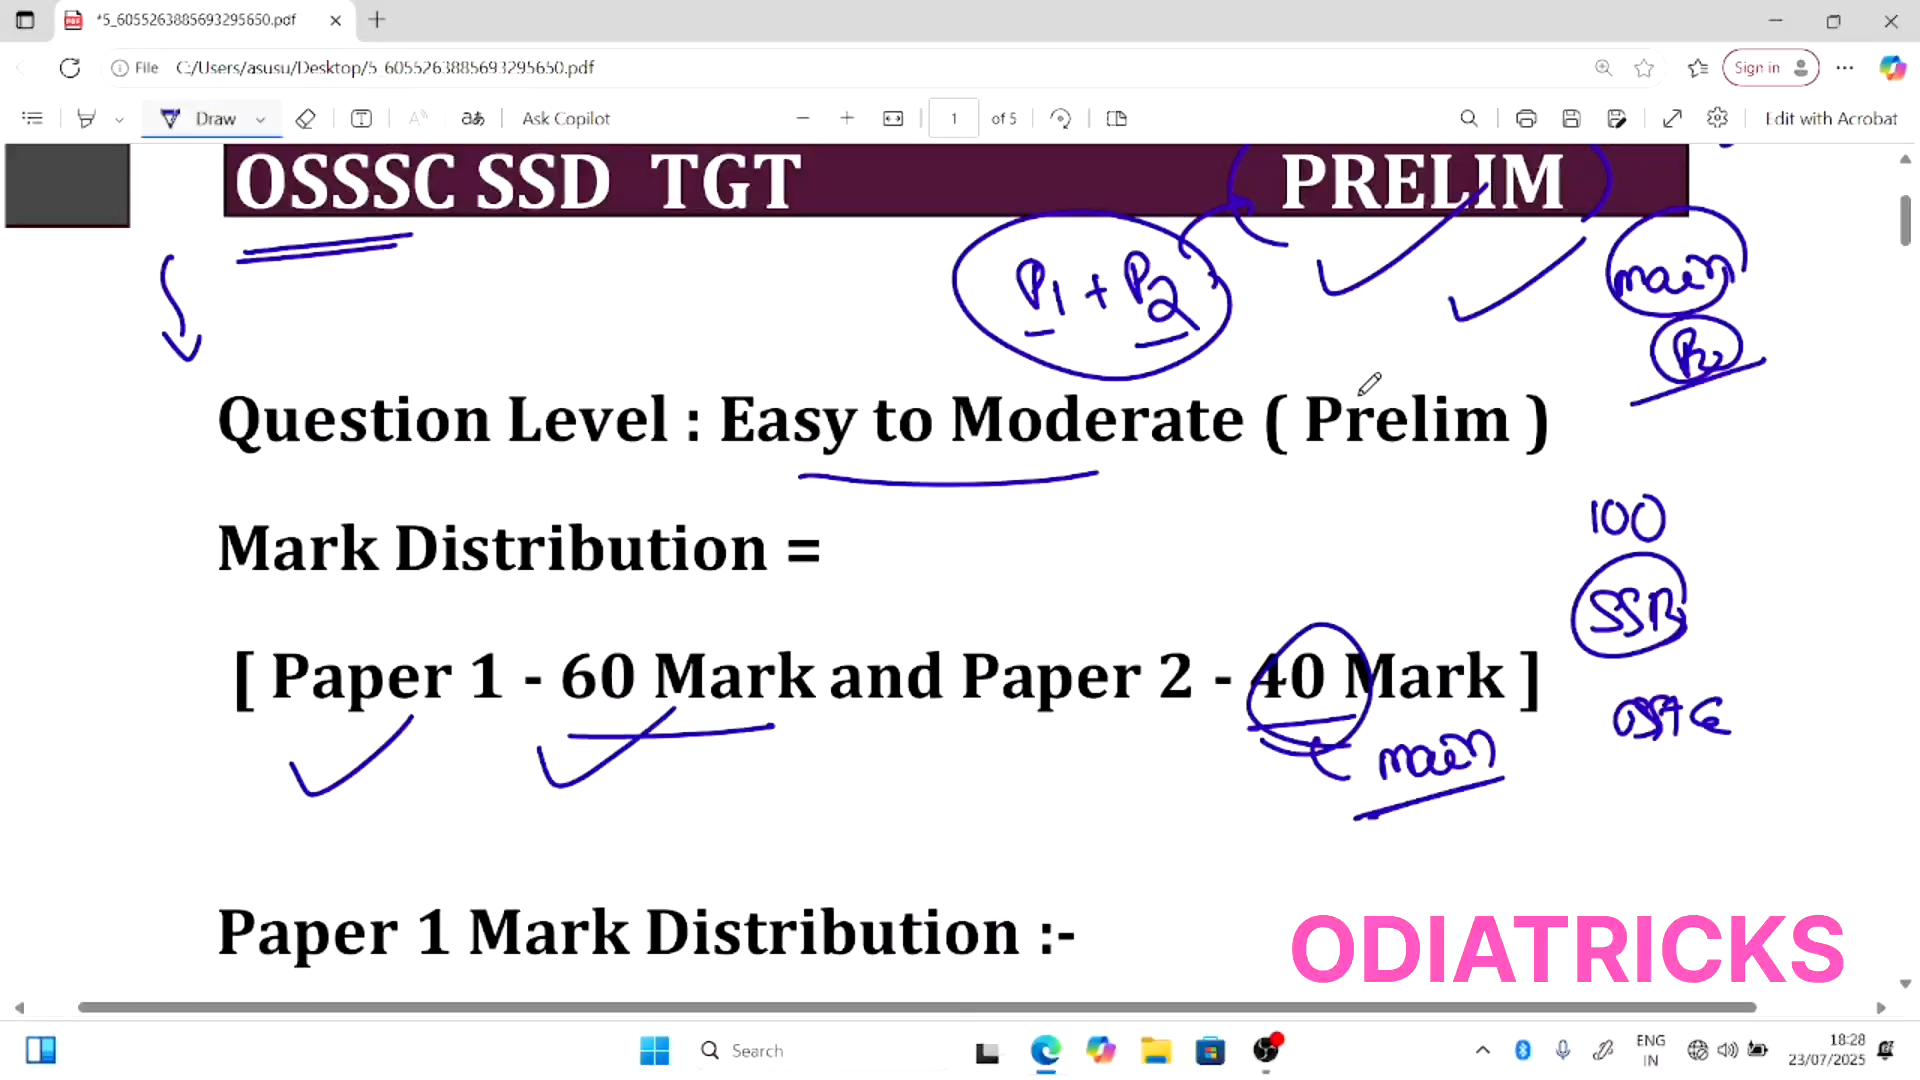 *5_6055263885693295650.pdf
File C:/Users/asusu/Desktop/5_6055263885693295650.pdf
Sign in
Draw
Ask Copilot
1 of 5
Edit with Acrobat
OSSSC SSD TGT PRELIM
P1 + P2
main
Question Level : Easy to Moderate ( Prelim )
100
Mark Distribution =
[ Paper 1 - 60 Mark and Paper 2 - 40 Mark ]
main
Paper 1 Mark Distribution :-
ODIATRICKS
Search
ENG
IN
18:28
23/07/2025